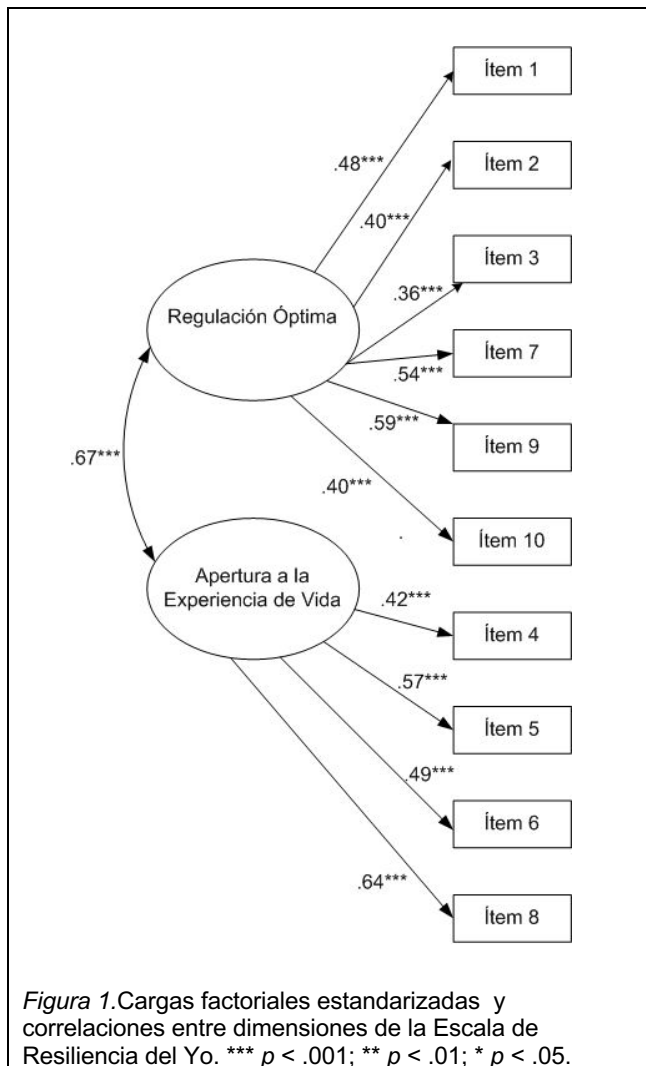 Ítem 1
.48***
Ítem 2
.40***
Ítem 3
.36***
Regulación Óptima
Ítem 7
.54***
.59***
Ítem 9
.67***
.40***
Ítem 10
.
Apertura a la
Experiencia de Vida
.42***
Ítem 4
.57***
Ítem 5
.49***
Ítem 6
.64***
Ítem 8
Figura 1.Cargas factoriales estandarizadas y
correlaciones entre dimensiones de la Escala de
Resiliencia del Yo. *** p < .001; ** p < .01; * p < .05.